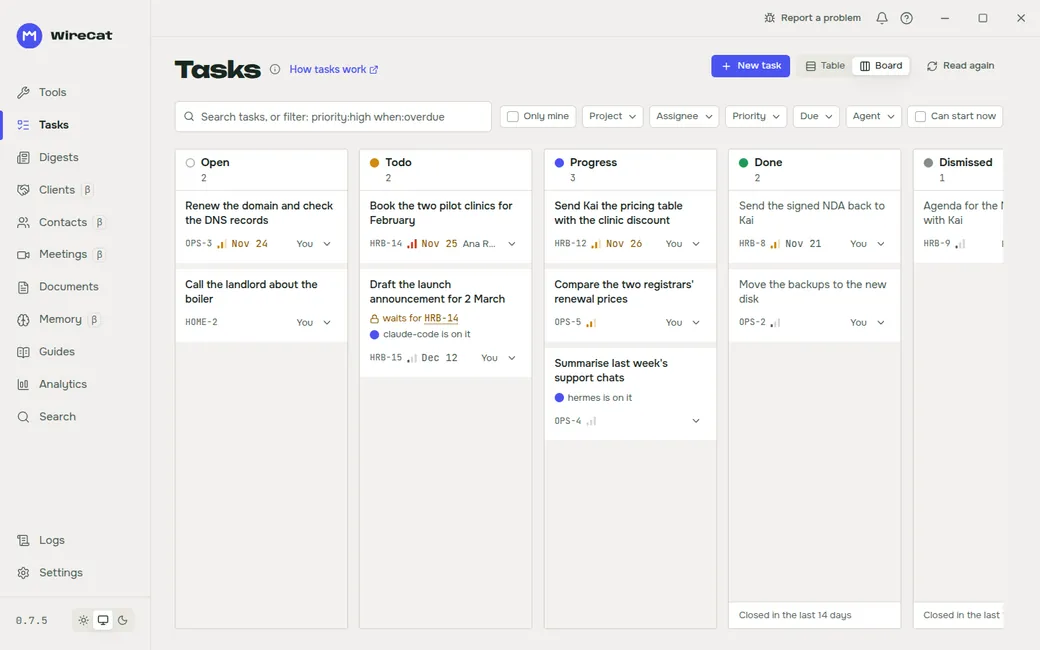 Report a problem
WireCat
Tools
Tasks
Digests
Clients β
Contacts β
Meetings β
Documents
Memory β
Guides
Analytics
Search
Logs
Settings
0.7.5
Tasks
How tasks work
New task
Table
Board
Read again
Search tasks, or filter: priority:high when:overdue
Only mine
Project
Assignee
Priority
Due
Agent
Can start now
Open
2
Renew the domain and check
the DNS records
OPS-3 Nov 24 You
Call the landlord about the
boiler
HOME-2 You
Todo
2
Book the two pilot clinics for
February
HRB-14 Nov 25 Ana R...
Draft the launch
announcement for 2 March
waits for HRB-14
claude-code is on it
HRB-15 Dec 12 You
Progress
3
Send Kai the pricing table
with the clinic discount
HRB-12 Nov 26 You
Compare the two registrars'
renewal prices
OPS-5 You
Summarise last week's
support chats
hermes is on it
OPS-4
Done
2
Send the signed NDA back to
Kai
HRB-8 Nov 21 You
Move the backups to the new
disk
OPS-2 You
Closed in the last 14 days
Dismissed
1
Agenda for the
with Kai
HRB-9
Closed in the last